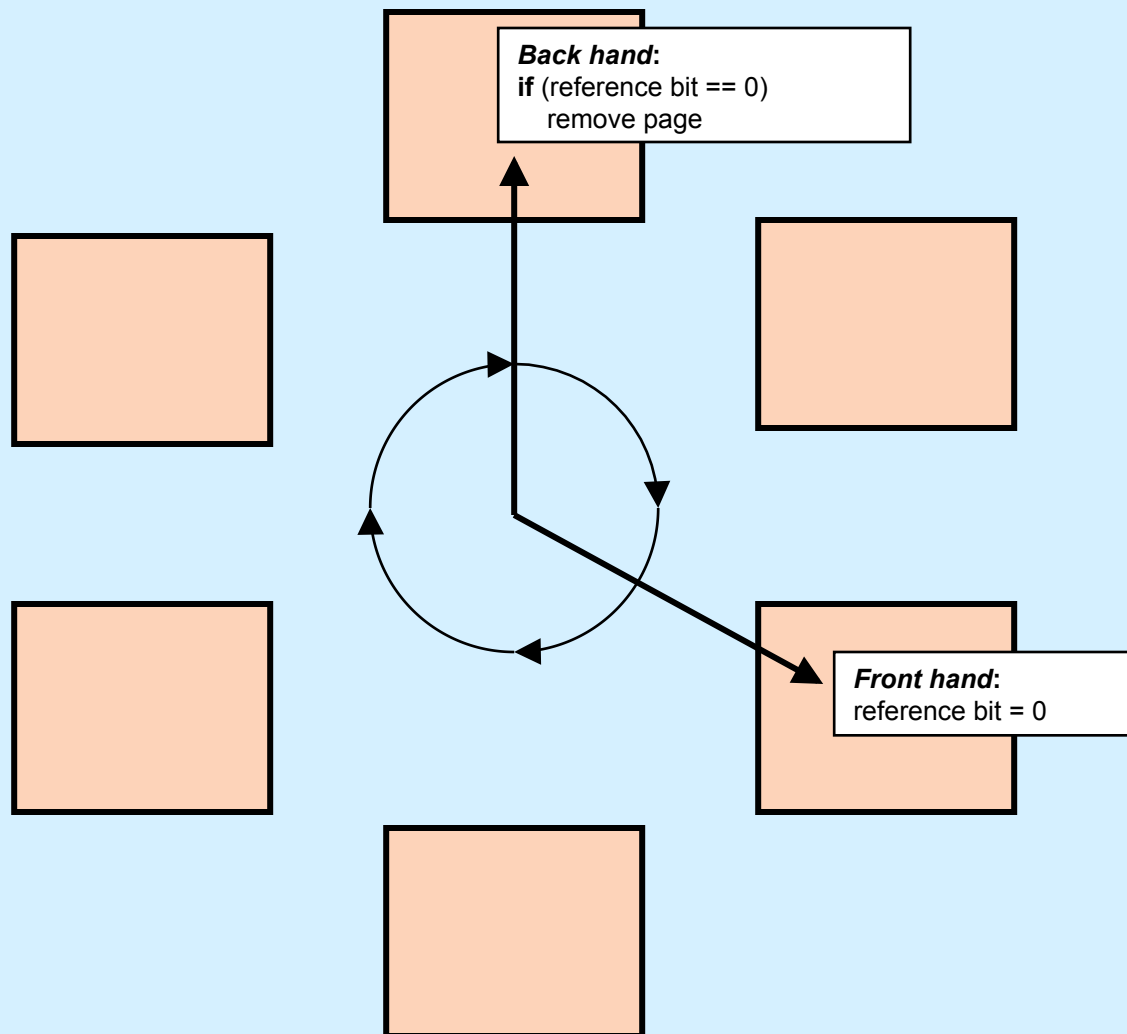 Back hand:
if (reference bit == 0)
remove page
Front hand:
reference bit = 0